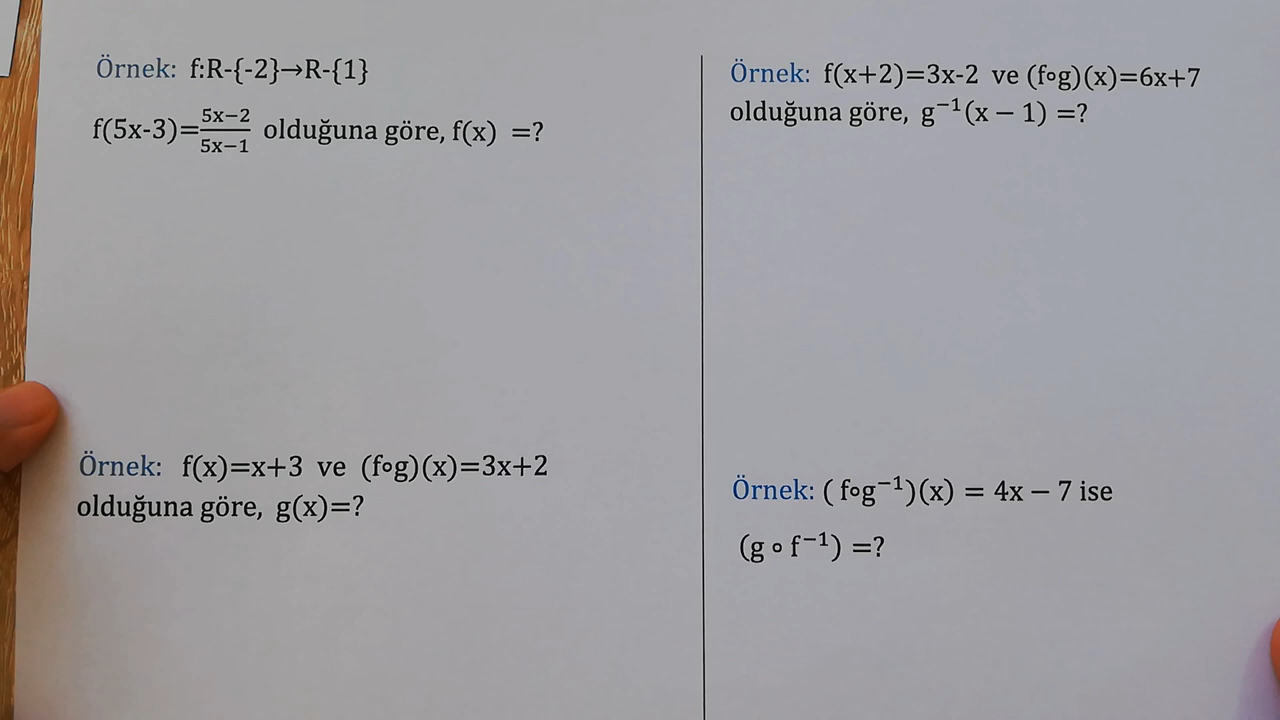 Örnek: f:R-{-2}→R-{1}
f(5x-3)=\frac{5x−2}{5x−1} olduğuna göre, f(x) =?
Örnek: f(x)=x+3 ve (f∘g)(x)=3x+2
olduğuna göre, g(x)=?
Örnek: f(x+2)=3x-2 ve (f∘g)(x)=6x+7
olduğuna göre, g⁻¹(x − 1) =?
Örnek: ( f∘g⁻¹)(x) = 4x − 7 ise
(g ∘ f⁻¹) =?